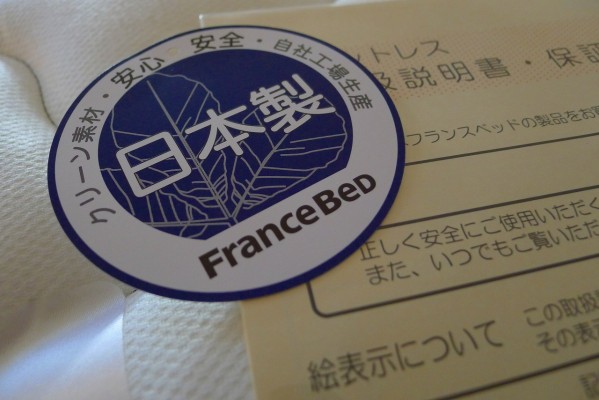 クリーン素材・安心・安全・自社工場生産
日本製
FRANCEBED
ットレス
扱説明書・保証
フランスベッドの製品をお買
正しく安全にご使用いただく
また、いつでもご覧いただ
絵表示について
この取扱
その表示